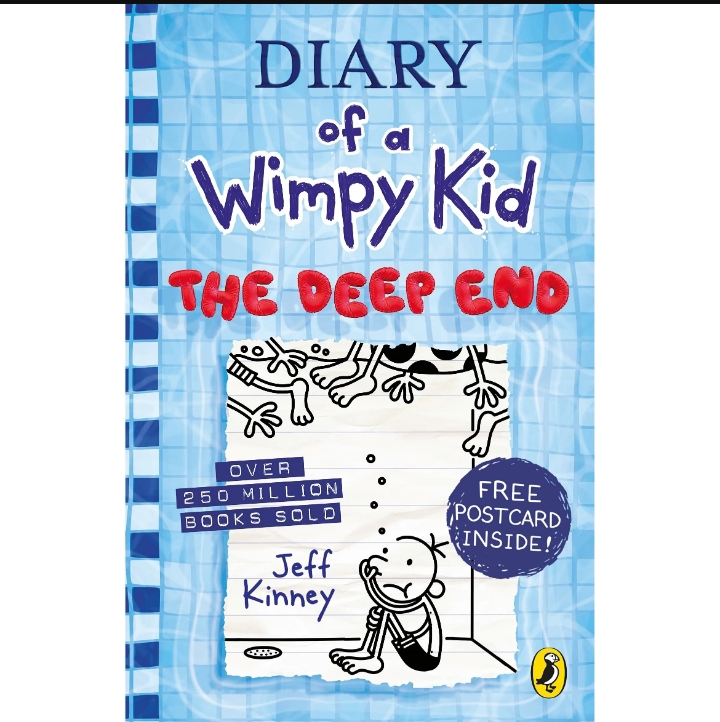 DIARY
of a
Wimpy Kid
THE DEEP END
OVER
250 MILLION
BOOKS SOLD
FREE
POSTCARD
INSIDE!
Jeff
Kinney